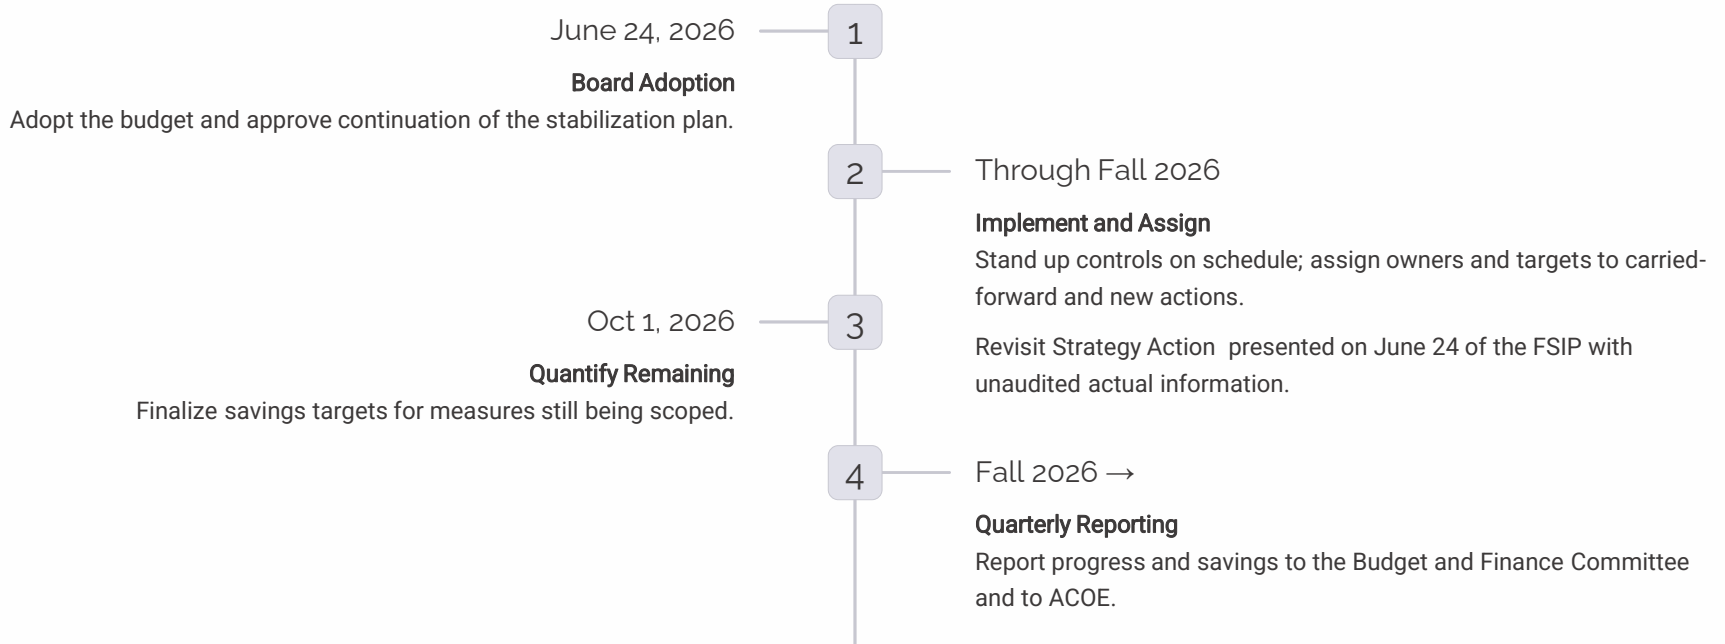 June 24, 2026
1
Board Adoption
Adopt the budget and approve continuation of the stabilization plan.
2
Through Fall 2026
Implement and Assign
Stand up controls on schedule; assign owners and targets to carried-
forward and new actions.
Revisit Strategy Action  presented on June 24 of the FSIP with
unaudited actual information.
Oct 1, 2026
3
Quantify Remaining
Finalize savings targets for measures still being scoped.
4
Fall 2026 →
Quarterly Reporting
Report progress and savings to the Budget and Finance Committee
and to ACOE.